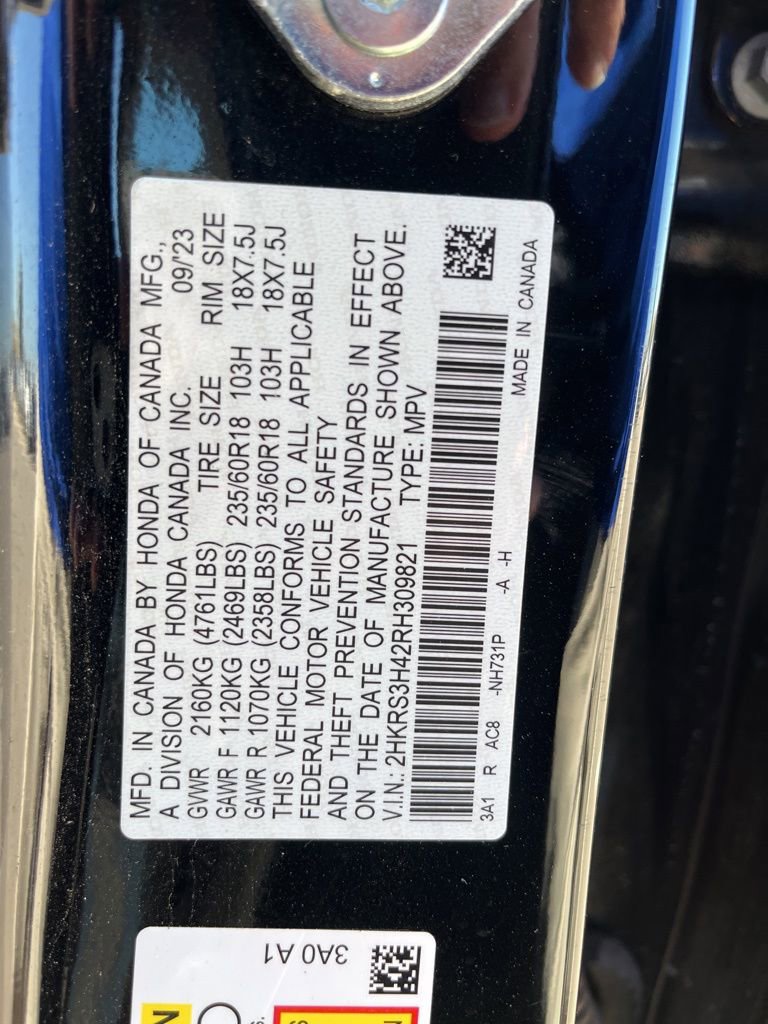 MFD. IN CANADA BY HONDA OF CANADA MFG.,
A DIVISION OF HONDA CANADA INC. 09/'23
GVWR 2160KG (4761LBS) TIRE SIZE RIM SIZE
GAWR F 1120KG (2469LBS) 235/60R18 103H 18X7.5J
GAWR R 1070KG (2358LBS) 235/60R18 103H 18X7.5J
THIS VEHICLE CONFORMS TO ALL APPLICABLE
FEDERAL MOTOR VEHICLE SAFETY
AND THEFT PREVENTION STANDARDS IN EFFECT
ON THE DATE OF MANUFACTURE SHOWN ABOVE.
V.I.N.: 2HKRS3H42RH309821 TYPE: MPV
3A1 R AC8 -NH731P -A -H
MADE IN CANADA
3A0 A1